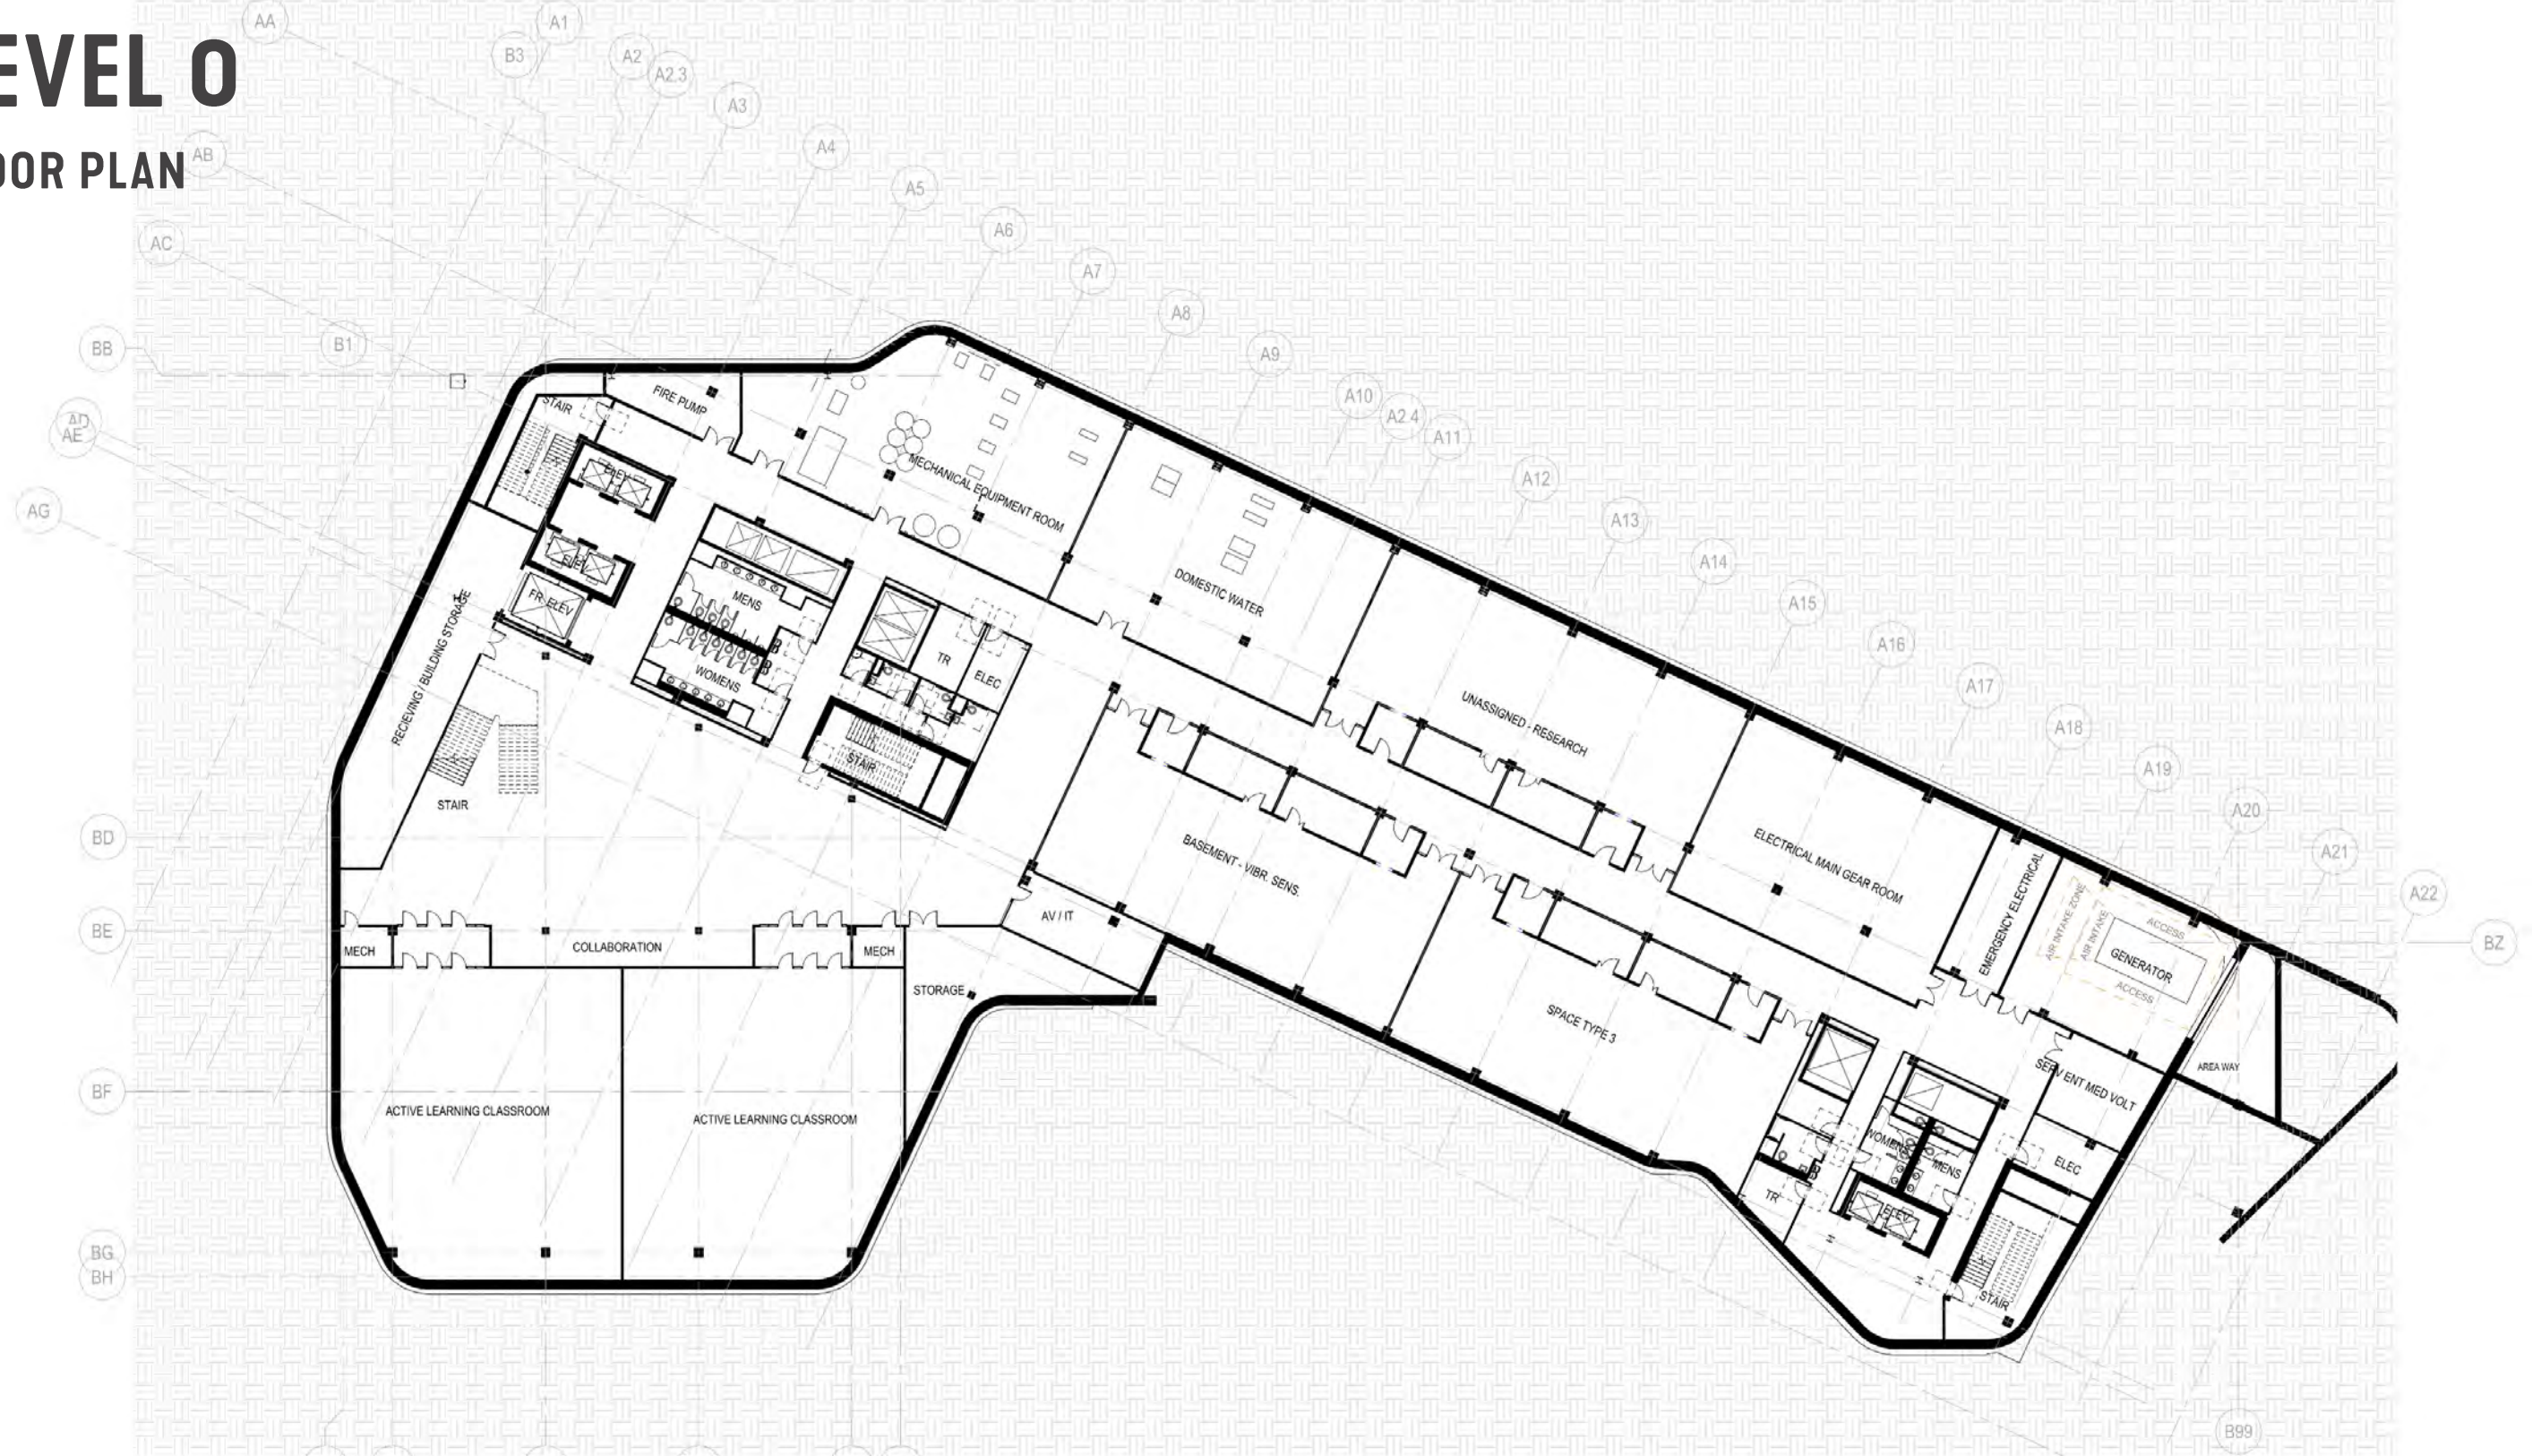 EVEL 0
OOR PLAN
AA
A1
B3
A2
A2.3
A3
A4
AB
A5
A6
AC
A7
A8
B1
BB
A9
A10
A2.4
A11
AD
AE
AG
A12
A13
A14
A15
A16
A17
A18
A19
A20
A21
A22
BZ
BD
BE
BF
BG
BH
B99
STAIR
FIRE PUMP
ELEV
MECHANICAL EQUIPMENT ROOM
ELEV
FR. ELEV
MENS
WOMENS
TR
ELEC
STAIR
DOMESTIC WATER
RECIEVING / BUILDING STORAGE
STAIR
UNASSIGNED - RESEARCH
BASEMENT - VIBR. SENS.
ELECTRICAL MAIN GEAR ROOM
EMERGENCY ELECTRICAL
AIR INTAKE ZONE
AIR INTAKE
ACCESS
GENERATOR
ACCESS
AV / IT
MECH
COLLABORATION
MECH
STORAGE
SPACE TYPE 3
AREA WAY
SERV ENT MED VOLT
ACTIVE LEARNING CLASSROOM
ACTIVE LEARNING CLASSROOM
WOMENS
MENS
ELEC
TR
ELEV
STAIR